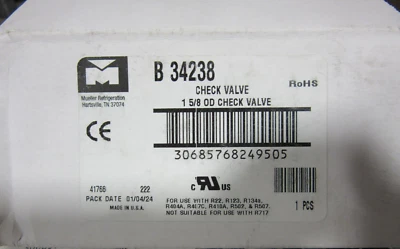 M
B 34238
CHECK VALVE
RoHS
1 5/8 OD CHECK VALVE
Mueller Refrigeration
Hartsville, TN 37074
CE
30685768249505
41766 222
PACK DATE 01/04/24
MADE IN U.S.A.
C US
FOR USE WITH R22, R123, R134a,
R404A, R407C, R410A, R502, & R507.
NOT SUITABLE FOR USE WITH R717
1 PCS